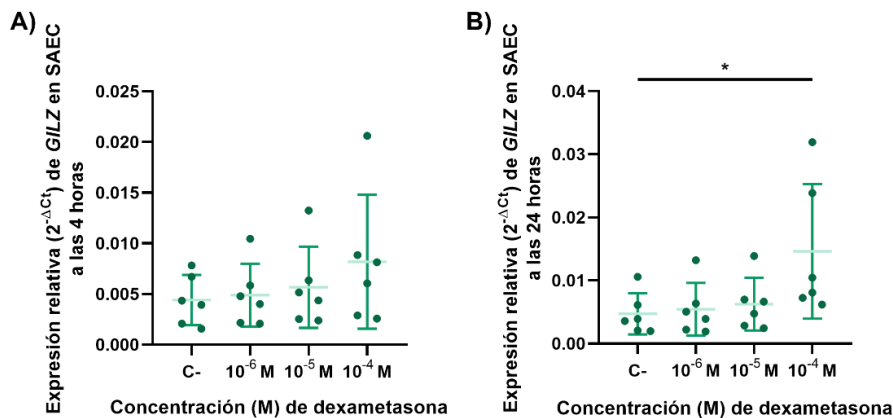 A)
Expresión relativa (2^-ΔCt) de GILZ en SAEC
a las 4 horas
0.025
0.020
0.015
0.010
0.005
0.000
C-
10^-6 M
10^-5 M
10^-4 M
Concentración (M) de dexametasona
B)
Expresión relativa (2^-ΔCt) de GILZ en SAEC
a las 24 horas
*
0.04
0.03
0.02
0.01
0.00
C-
10^-6 M
10^-5 M
10^-4 M
Concentración (M) de dexametasona